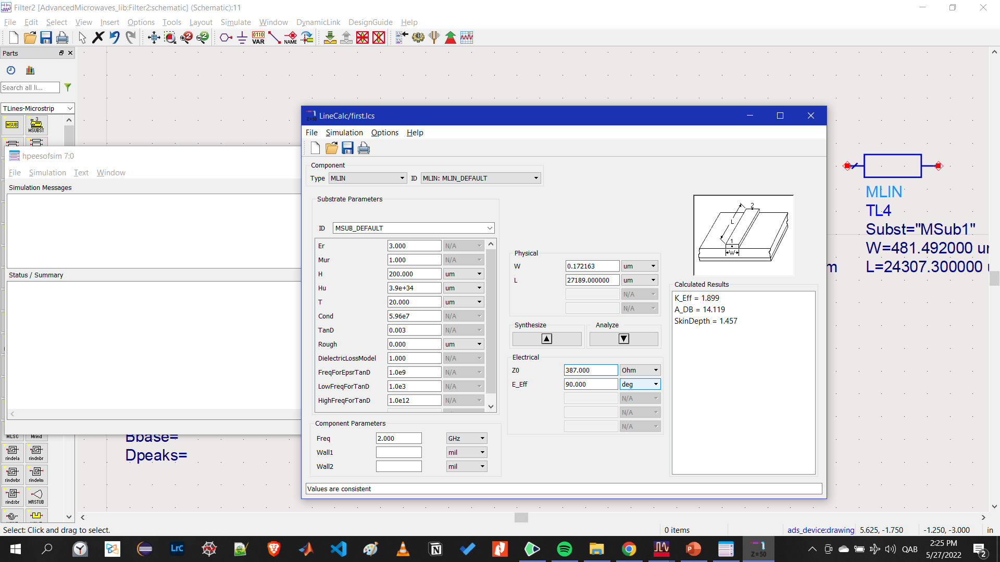 Filter2 [AdvancedMicrowaves_lib:Filter2:schematic] (Schematic):11
File Edit Select View Insert Options Tools Layout Simulate Window DynamicLink DesignGuide Help
0110
VAR
NAME
Parts
Search all li...
TLines-Microstrip
MSUB
3
MSUBST
hpeesofsim 7:0
File Simulation Text Window
Simulation Messages
Status / Summary
MLSC Mrind
rindela rindnbr
rindwbr rindelm
rindsbr MRSTUB
Bbase=
Dpeaks=
Z=50
LineCalc/first.lcs
File Simulation Options Help
Component
Type MLIN ID MLIN: MLIN_DEFAULT
Substrate Parameters
ID MSUB_DEFAULT
Er 3.000 N/A
Mur 1.000 N/A
H 200.000 um
Hu 3.9e+34 um
T 20.000 um
Cond 5.96e7 N/A
TanD 0.003 N/A
Rough 0.000 um
DielectricLossModel 1.000 N/A
FreqForEpsrTanD 1.0e9 N/A
LowFreqForTanD 1.0e3 N/A
HighFreqForTanD 1.0e12 N/A
Component Parameters
Freq 2.000 GHz
Wall1 mil
Wall2 mil
Physical
W 0.172163 um
L 27189.000000 um
N/A
N/A
Synthesize Analyze
Electrical
Z0 387.000 Ohm
E_Eff 90.000 deg
N/A
N/A
N/A
2
L
1
W
Calculated Results
K_Eff = 1.899
A_DB = 14.119
SkinDepth = 1.457
Values are consistent
MLIN
TL4
Subst="MSub1"
W=481.492000 u
m L=24307.300000
Select: Click and drag to select.
0 items ads_device:drawing 5.625, -1.750 -1.250, -3.000 in
LrC
Z=50
QAB
2:25 PM
5/27/2022
2